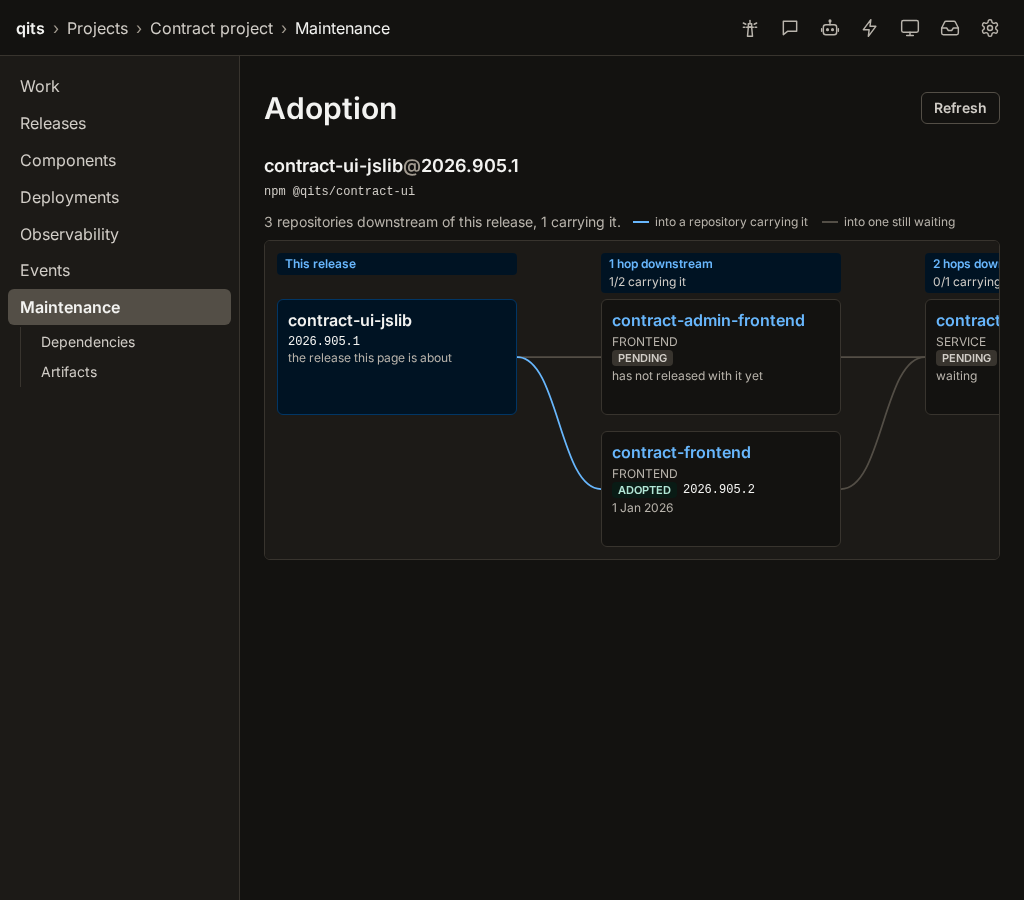 qits › Projects › Contract project › Maintenance
Work
Releases
Components
Deployments
Observability
Events
Maintenance
Dependencies
Artifacts
Adoption
Refresh
contract-ui-jslib@2026.905.1
npm @qits/contract-ui
3 repositories downstream of this release, 1 carrying it.
into a repository carrying it
into one still waiting
This release
contract-ui-jslib
2026.905.1
the release this page is about
1 hop downstream
1/2 carrying it
contract-admin-frontend
FRONTEND
PENDING
has not released with it yet
contract-frontend
FRONTEND
ADOPTED 2026.905.2
1 Jan 2026
2 hops dow
0/1 carrying
contract
SERVICE
PENDING
waiting